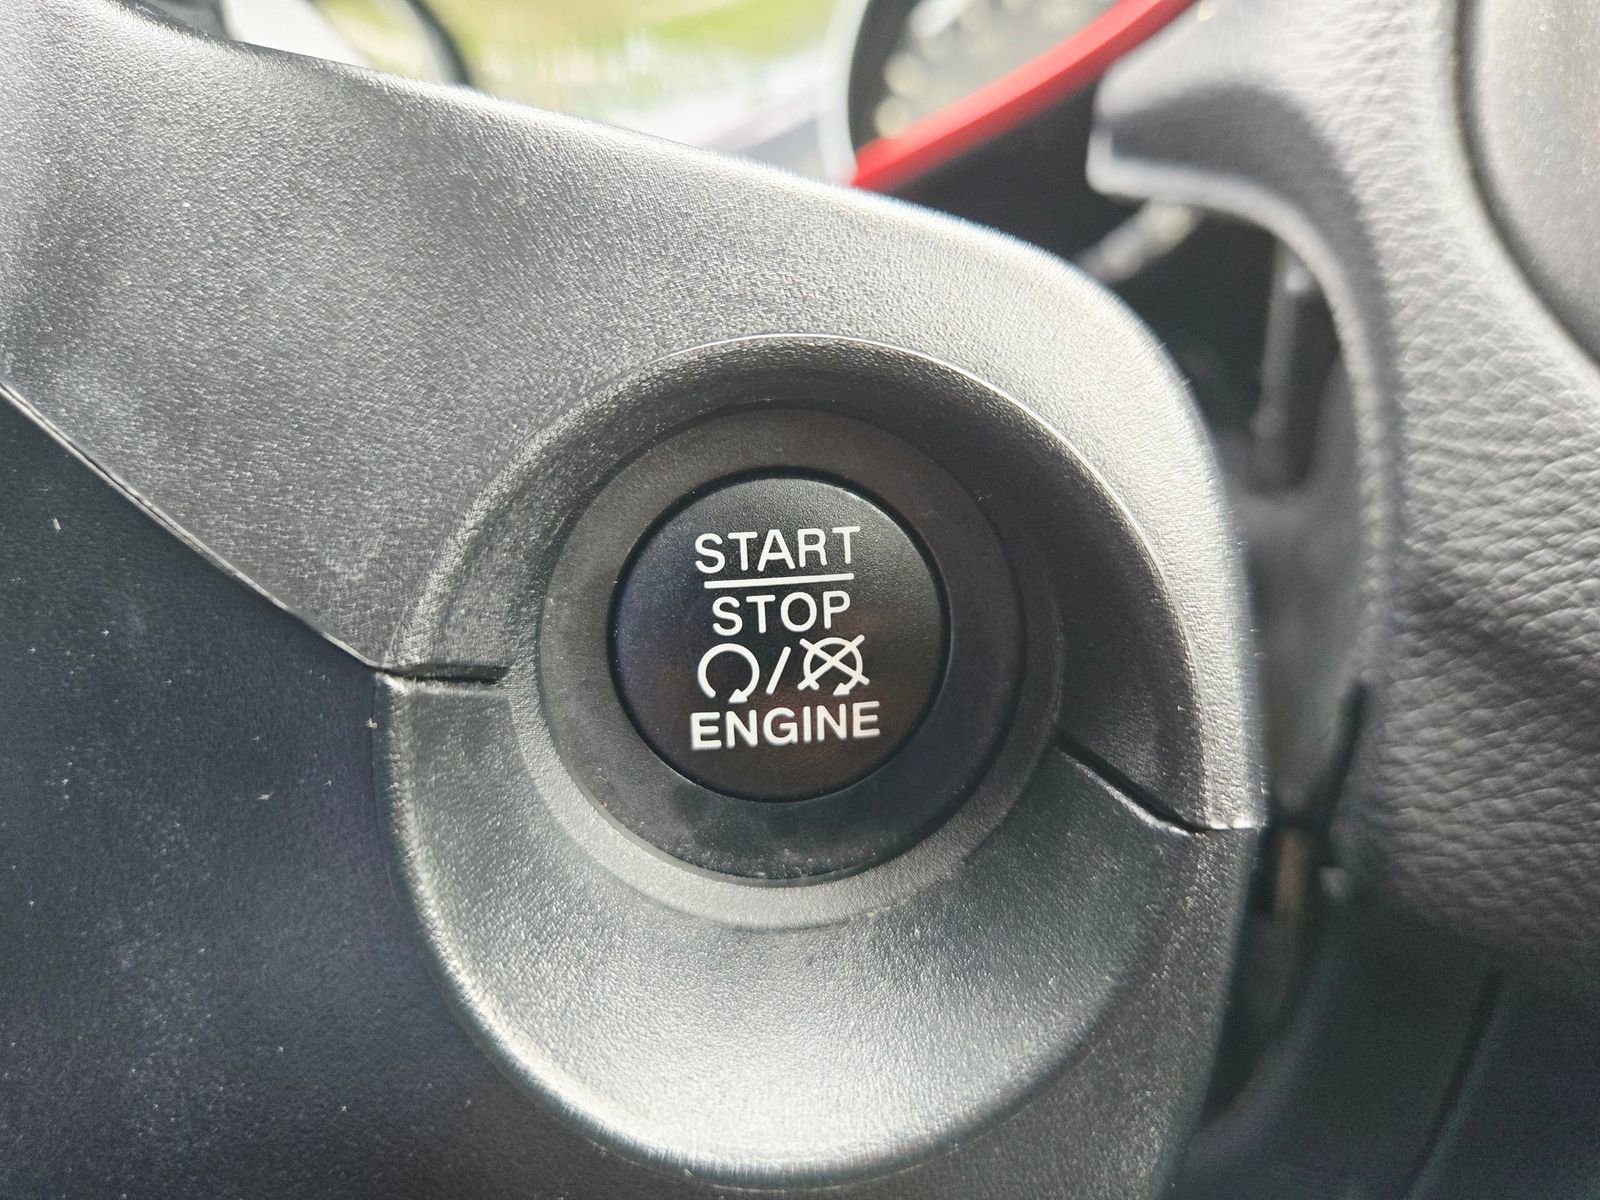 START
STOP
/
ENGINE